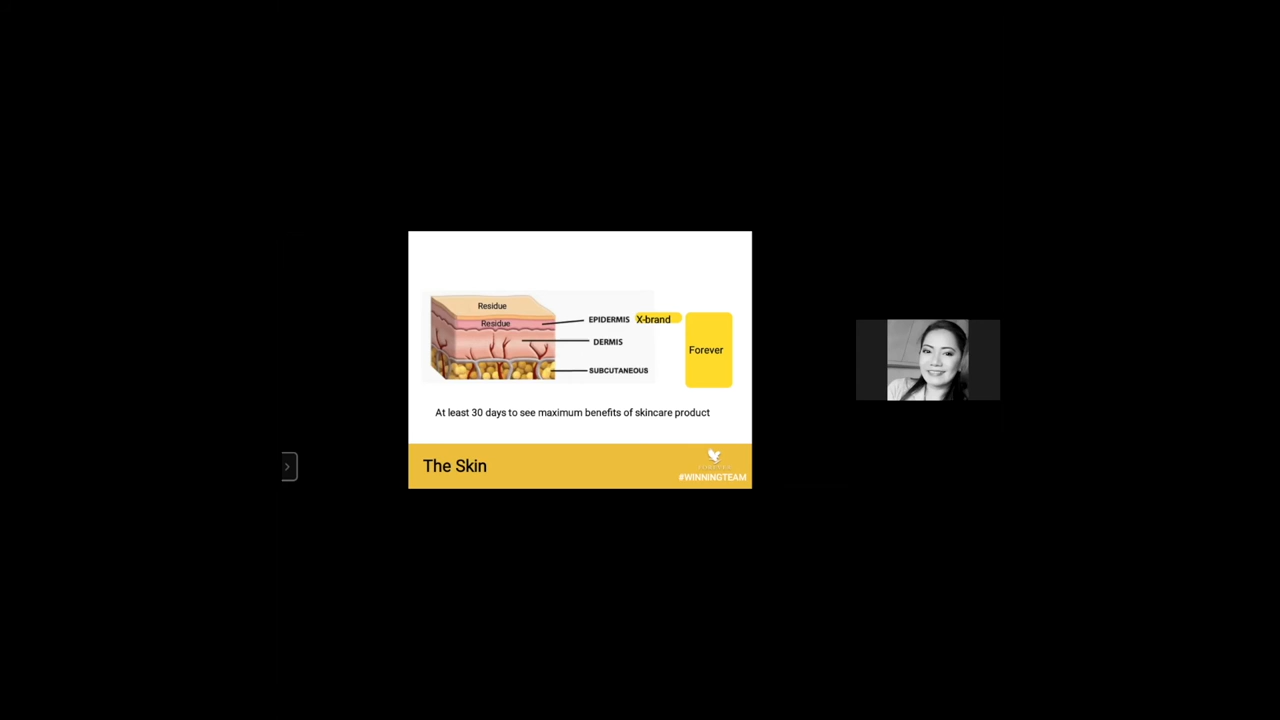 Residue
Residue
EPIDERMIS X-brand
DERMIS
SUBCUTANEOUS
Forever
At least 30 days to see maximum benefits of skincare product
The Skin
FOREVER
#WINNINGTEAM